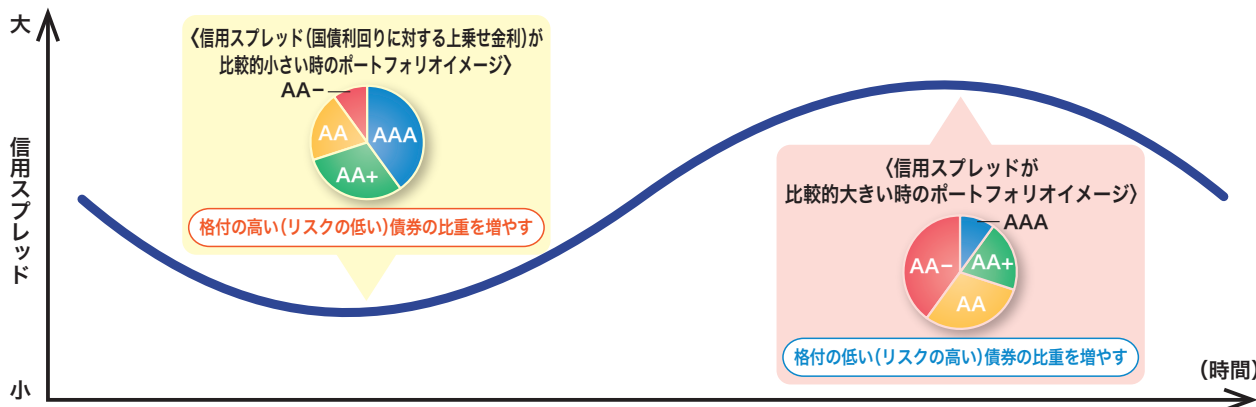 大
信用スプレッド
小
〈信用スプレッド(国債利回りに対する上乗せ金利)が
比較的小さい時のポートフォリオイメージ〉
AA−
AAA
AA
AA+
格付の高い(リスクの低い)債券の比重を増やす
〈信用スプレッドが
比較的大きい時のポートフォリオイメージ〉
AAA
AA−
AA+
AA
格付の低い(リスクの高い)債券の比重を増やす
(時間)